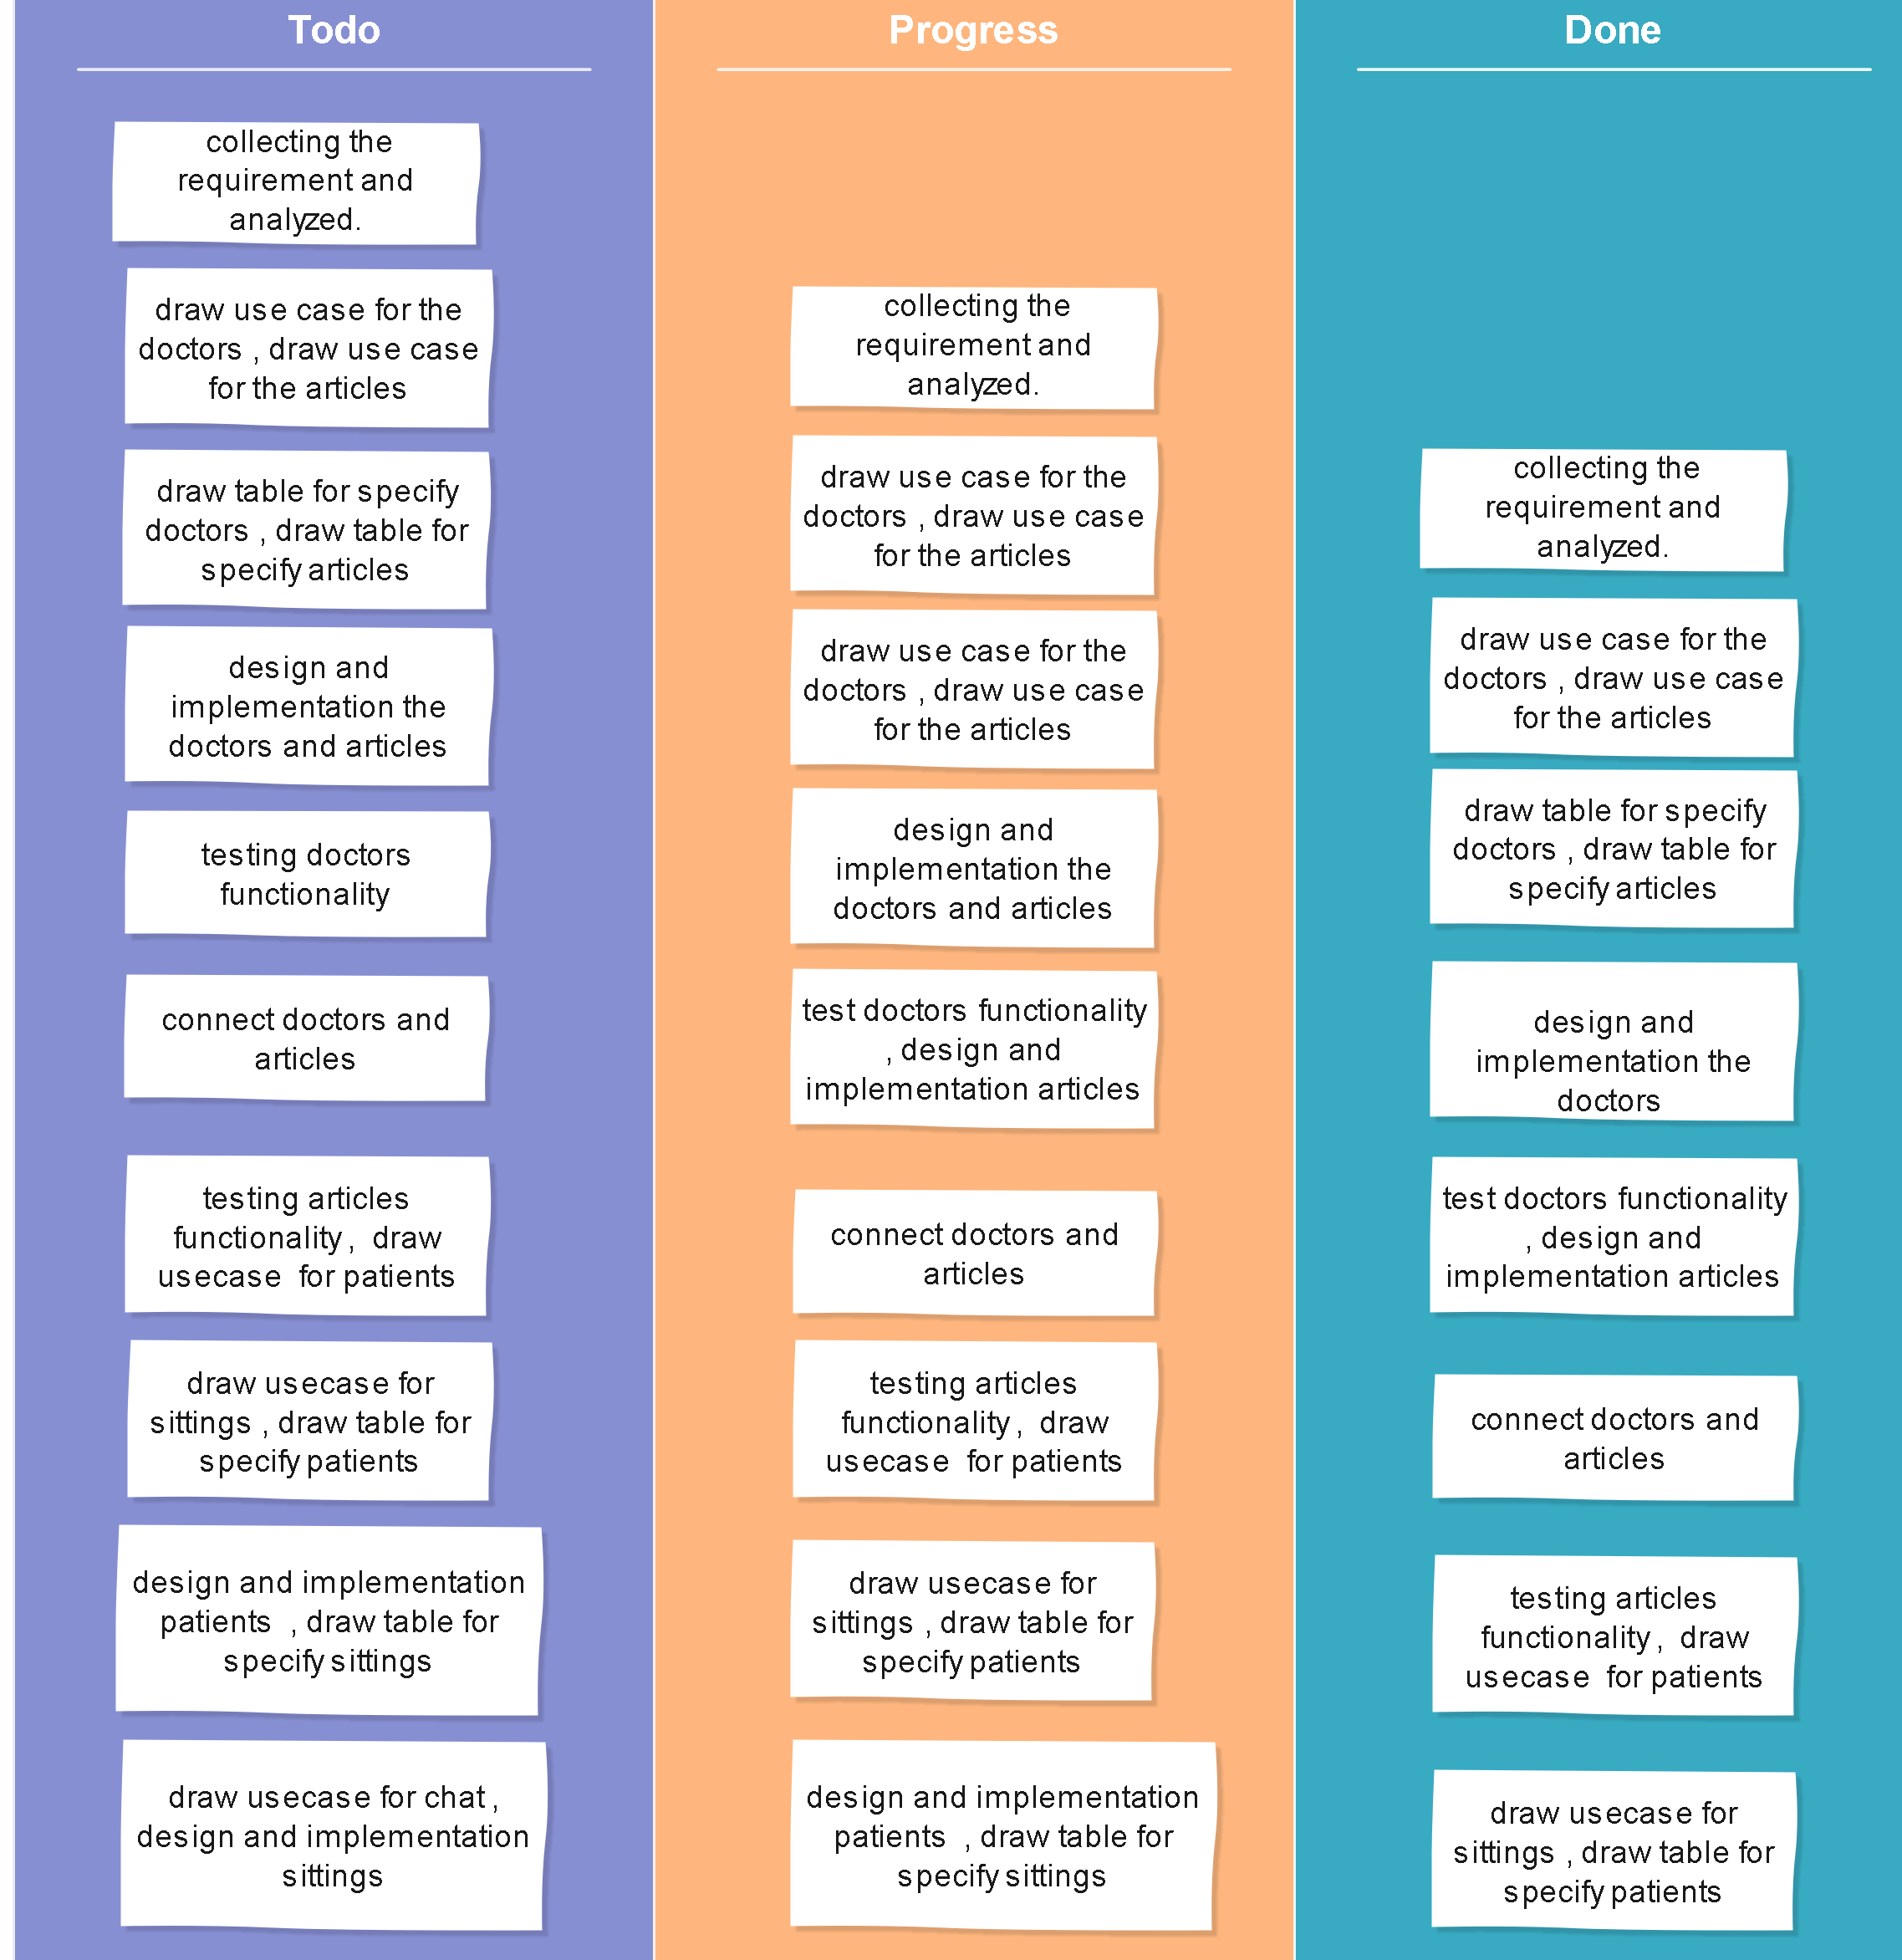 Todo
collecting the
requirement and
analyzed.
draw use case for the
doctors , draw use case
for the articles
draw table for specify
doctors , draw table for
specify articles
design and
implementation the
doctors and articles
testing doctors
functionality
connect doctors and
articles
testing articles
functionality , draw
usecase for patients
draw usecase for
sittings , draw table for
specify patients
design and implementation
patients , draw table for
specify sittings
draw usecase for chat ,
design and implementation
sittings
Progress
collecting the
requirement and
analyzed.
draw use case for the
doctors , draw use case
for the articles
draw use case for the
doctors , draw use case
for the articles
design and
implementation the
doctors and articles
test doctors functionality
, design and
implementation articles
connect doctors and
articles
testing articles
functionality , draw
usecase for patients
draw usecase for
sittings , draw table for
specify patients
design and implementation
patients , draw table for
specify sittings
Done
collecting the
requirement and
analyzed.
draw use case for the
doctors , draw use case
for the articles
draw table for specify
doctors , draw table for
specify articles
design and
implementation the
doctors
test doctors functionality
, design and
implementation articles
connect doctors and
articles
testing articles
functionality , draw
usecase for patients
draw usecase for
sittings , draw table for
specify patients